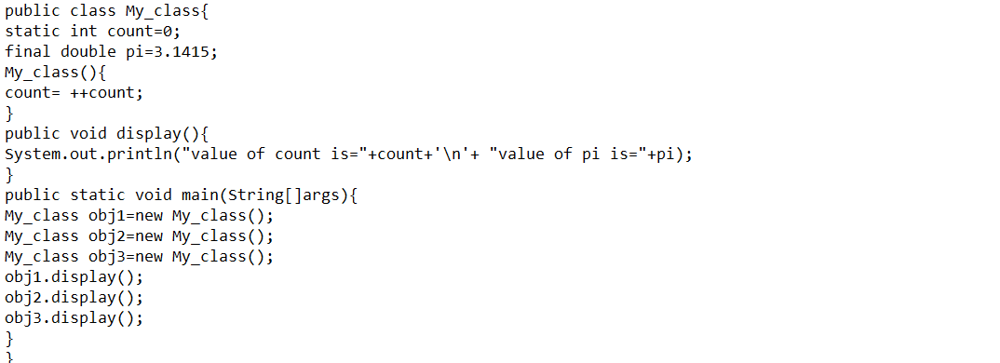 public class My_class{
static int count=0;
final double pi=3.1415;
My_class(){
count= ++count;
}
public void display(){
System.out.println("value of count is="+count+'\n'+ "value of pi is="+pi);
}
public static void main(String[]args){
My_class obj1=new My_class();
My_class obj2=new My_class();
My_class obj3=new My_class();
obj1.display();
obj2.display();
obj3.display();
}
}